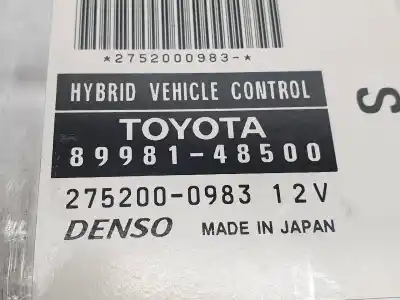 *2752000983-*
HYBRID VEHICLE CONTROL
TOYOTA
89981-48500
275200-0983 12V
DENSO MADE IN JAPAN
S